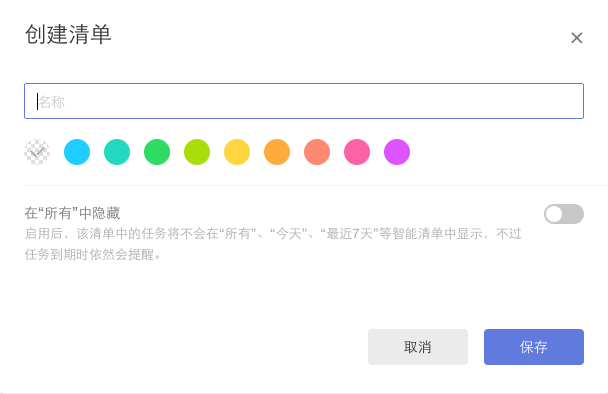 创建清单
名称
在“所有”中隐藏
启用后，该清单中的任务将不会在“所有”、“今天”、“最近7天”等智能清单中显示，不过
任务到期时依然会提醒。
取消
保存